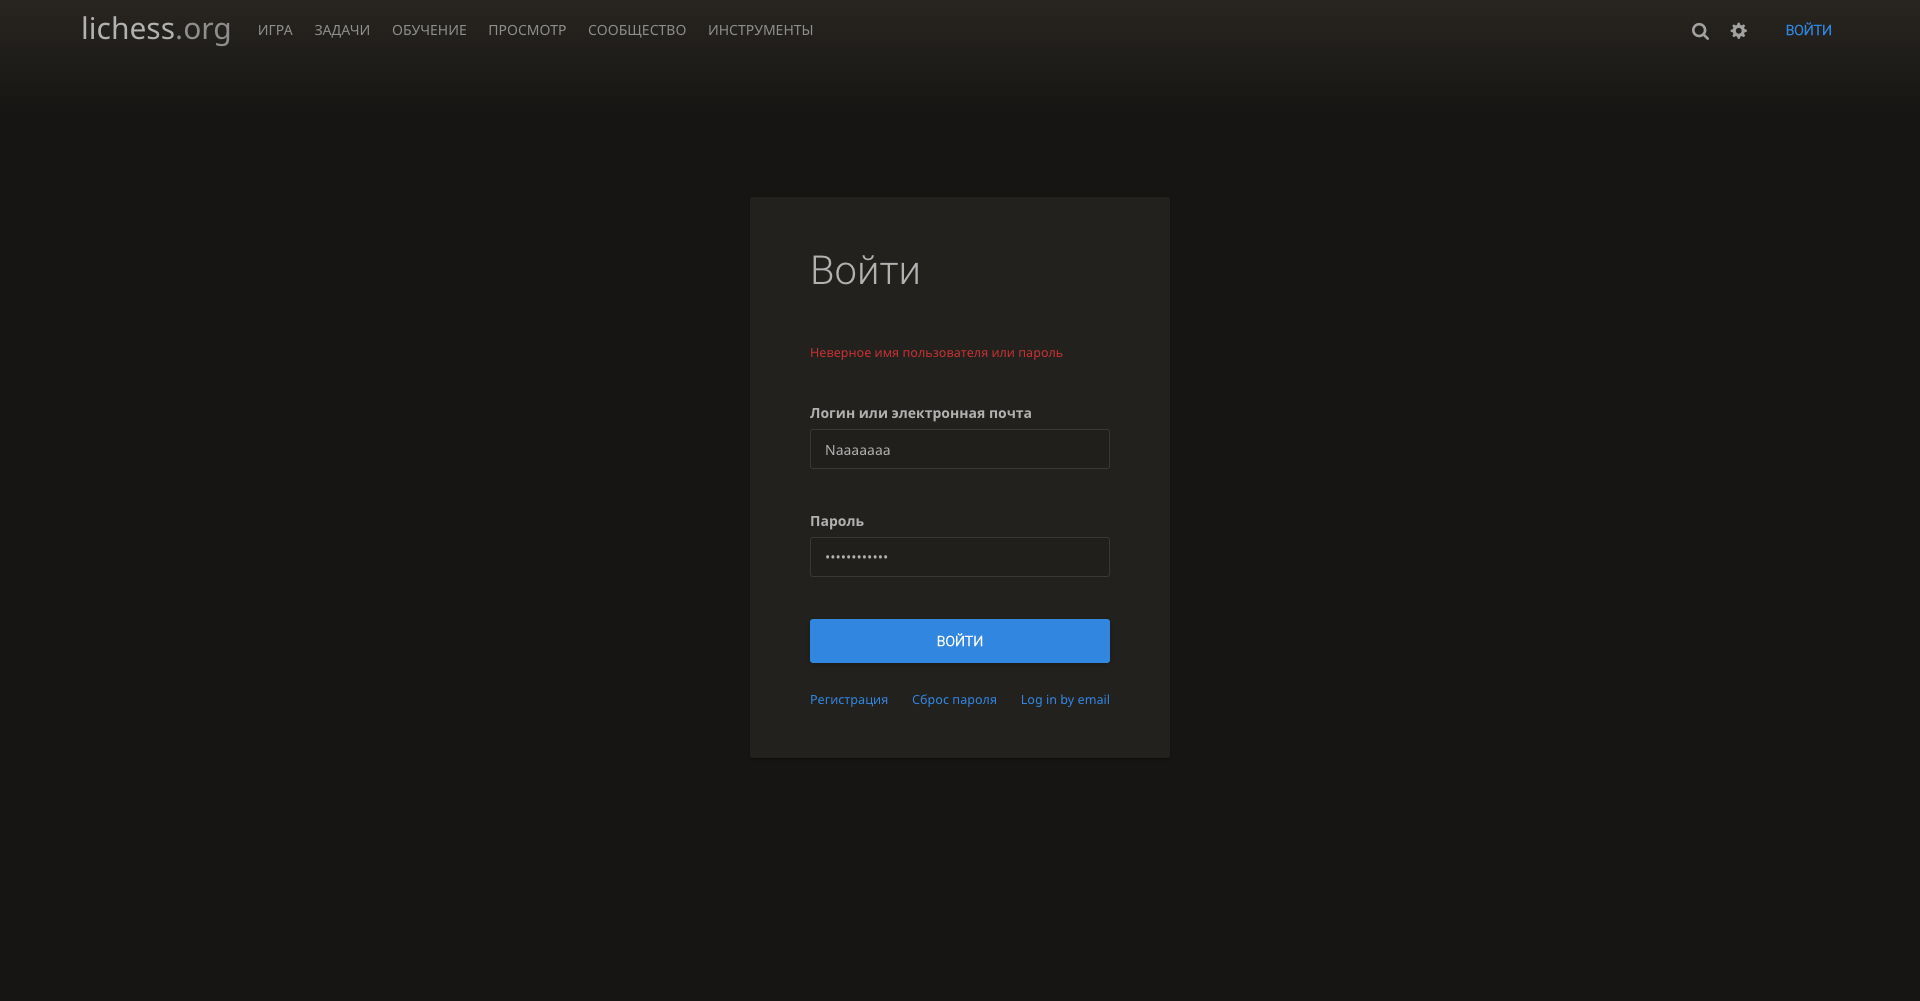 lichess.org ИГРА ЗАДАЧИ ОБУЧЕНИЕ ПРОСМОТР СООБЩЕСТВО ИНСТРУМЕНТЫ ВОЙТИ
Войти
Неверное имя пользователя или пароль
Логин или электронная почта
Naaaaaaa
Пароль
••••••••••••
ВОЙТИ
Регистрация Сброс пароля Log in by email